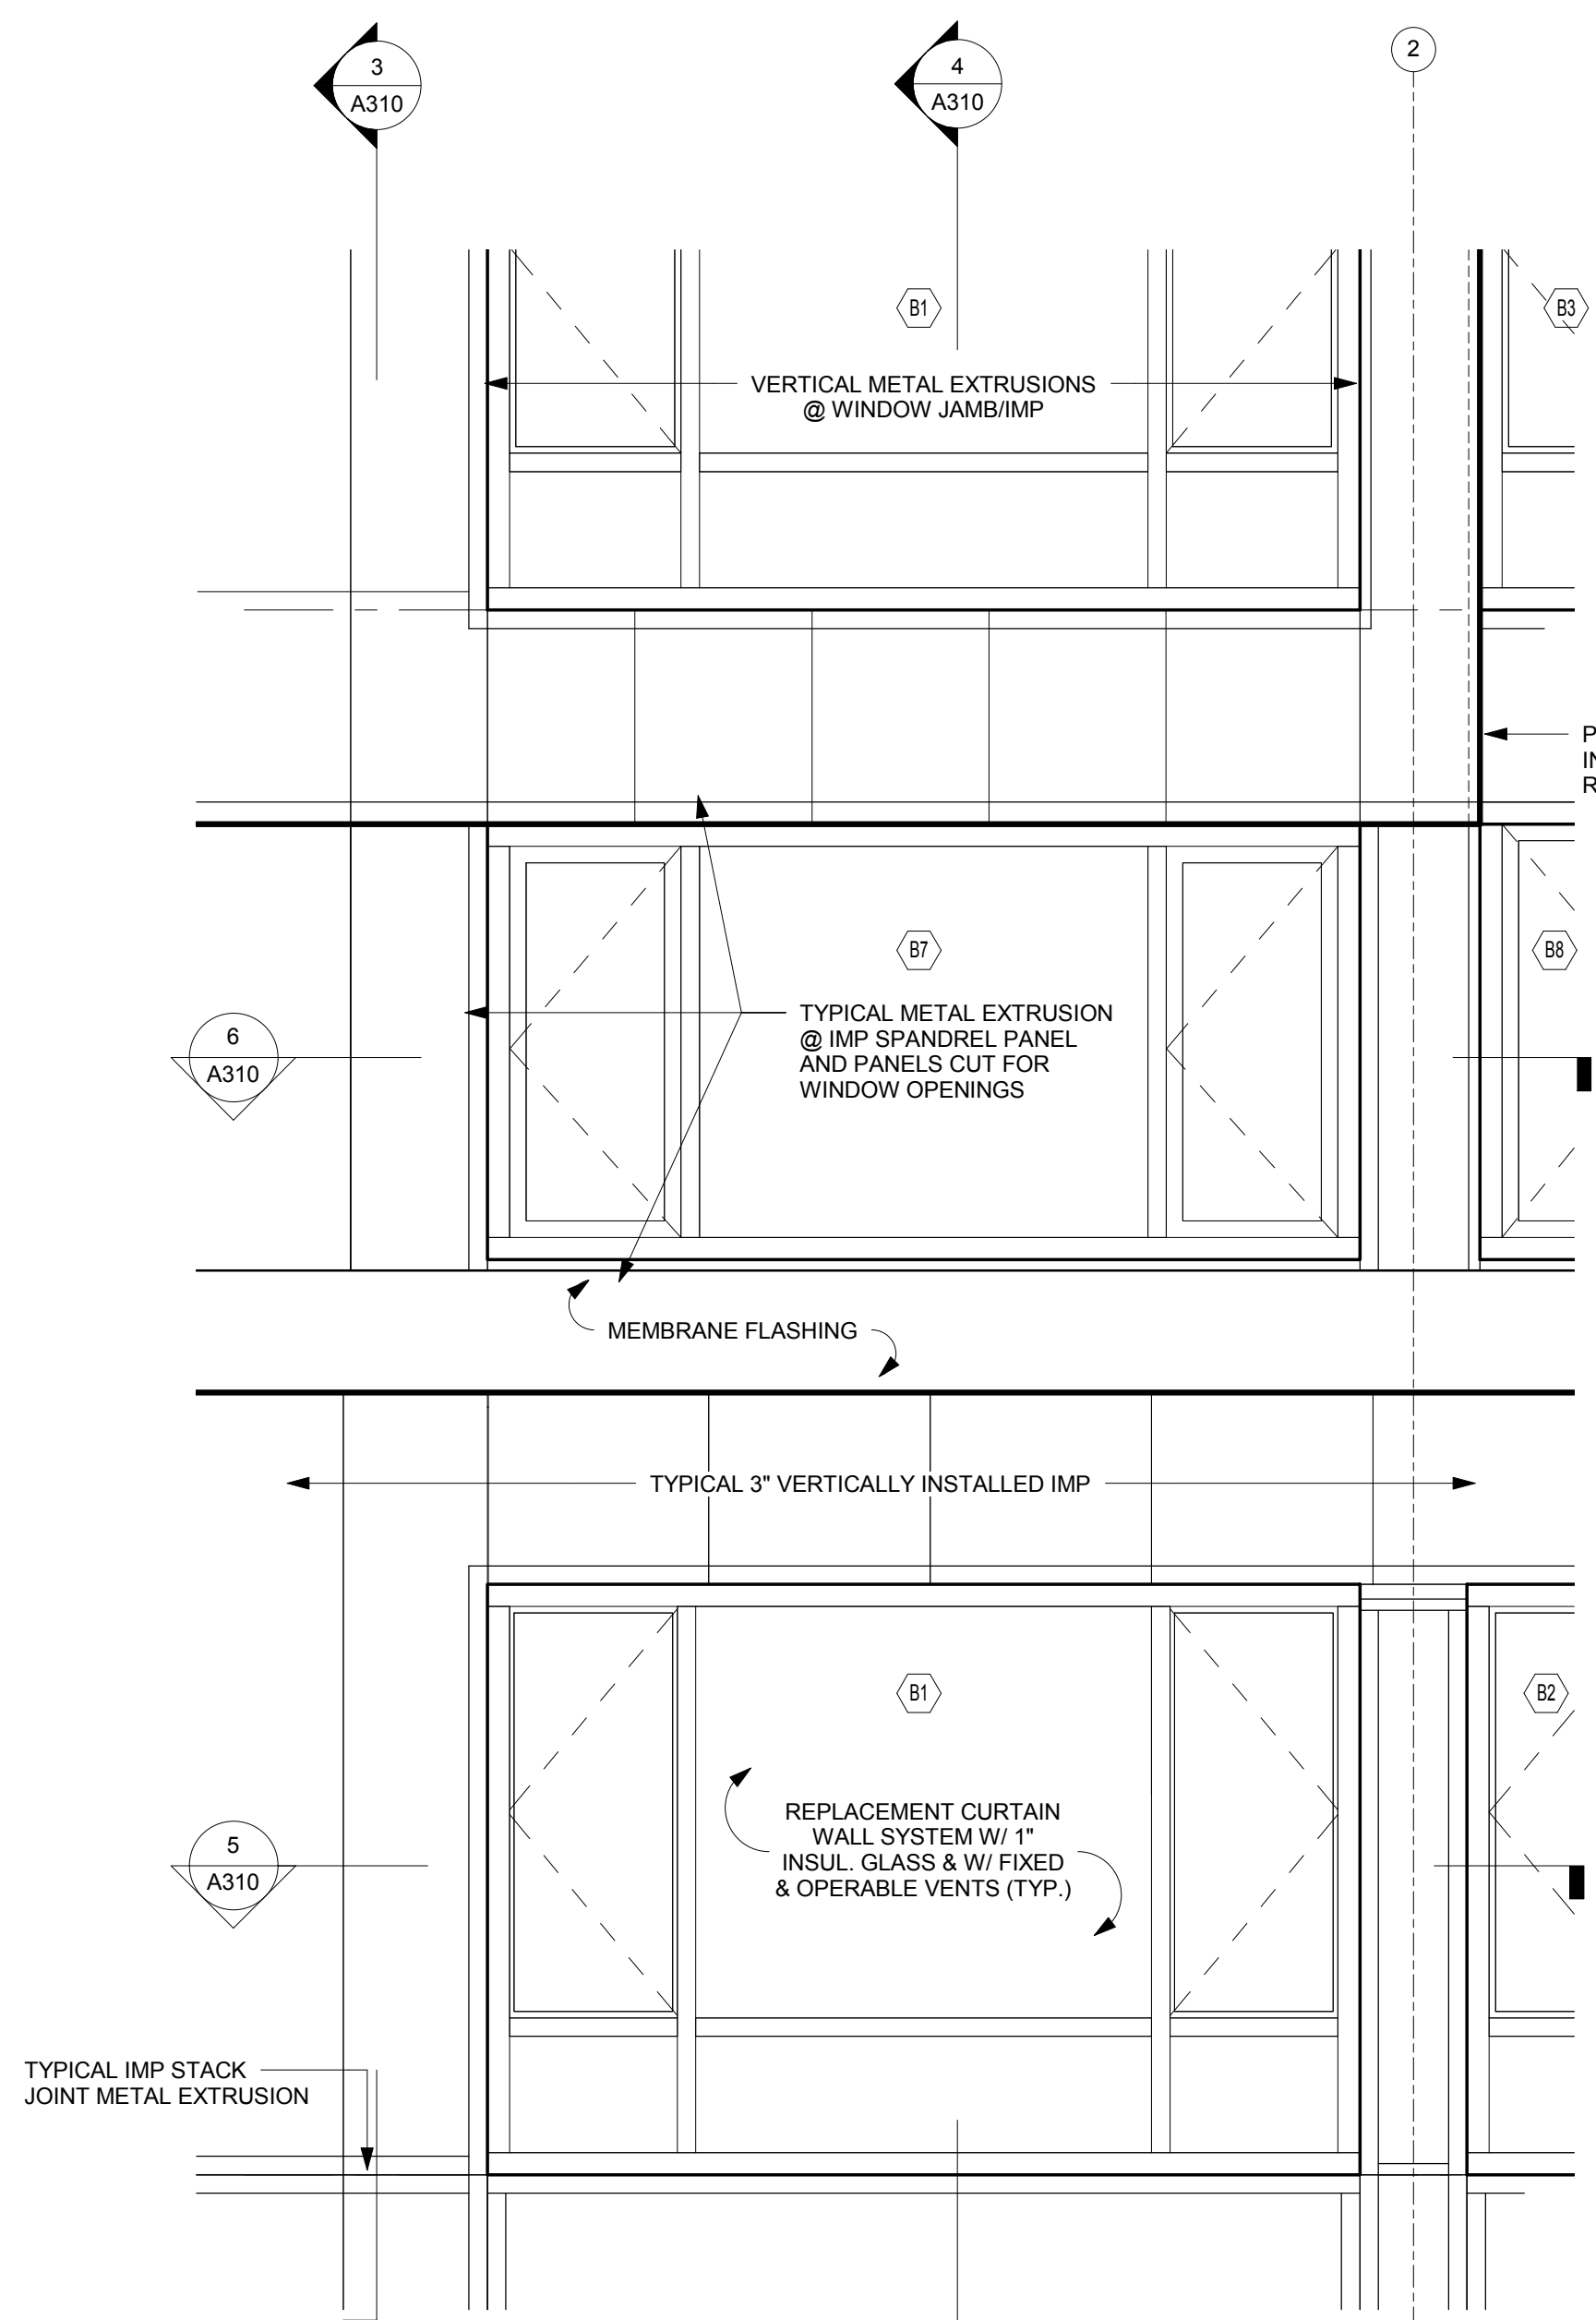 3
A310
4
A310
2
B1
B3
VERTICAL METAL EXTRUSIONS
@ WINDOW JAMB/IMP
P
IN
R
B7
B8
TYPICAL METAL EXTRUSION
@ IMP SPANDREL PANEL
AND PANELS CUT FOR
WINDOW OPENINGS
6
A310
MEMBRANE FLASHING
TYPICAL 3" VERTICALLY INSTALLED IMP
B1
B2
REPLACEMENT CURTAIN
WALL SYSTEM W/ 1"
INSUL. GLASS & W/ FIXED
& OPERABLE VENTS (TYP.)
5
A310
TYPICAL IMP STACK
JOINT METAL EXTRUSION